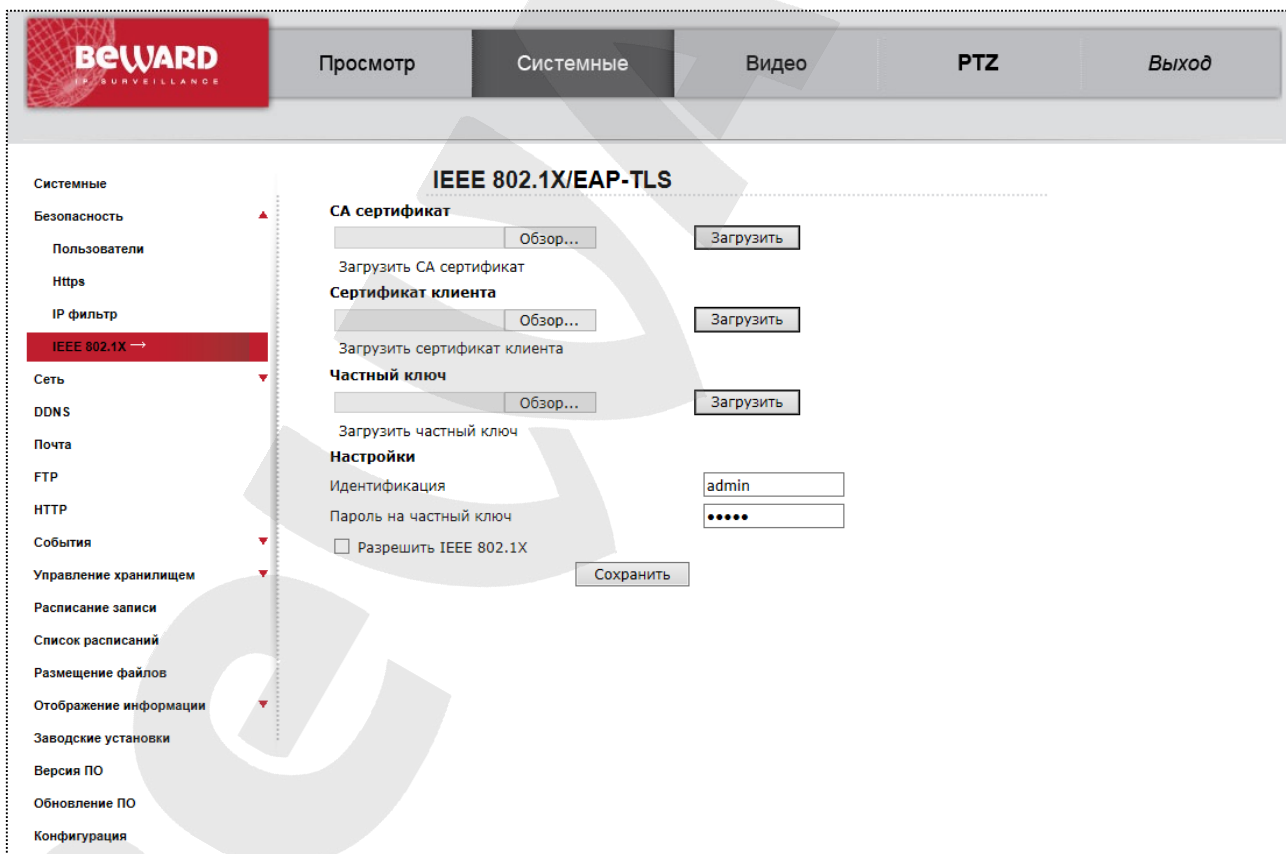 BEWARD
IP SURVEILLANCE
Просмотр
Системные
Видео
PTZ
Выход
Системные
Безопасность
Пользователи
Https
IP фильтр
IEEE 802.1X →
Сеть
DDNS
Почта
FTP
HTTP
События
Управление хранилищем
Расписание записи
Список расписаний
Размещение файлов
Отображение информации
Заводские установки
Версия ПО
Обновление ПО
Конфигурация
IEEE 802.1X/EAP-TLS
CA сертификат
Обзор... Загрузить
Загрузить CA сертификат
Сертификат клиента
Обзор... Загрузить
Загрузить сертификат клиента
Частный ключ
Обзор... Загрузить
Загрузить частный ключ
Настройки
Идентификация admin
Пароль на частный ключ •••••
Разрешить IEEE 802.1X
Сохранить